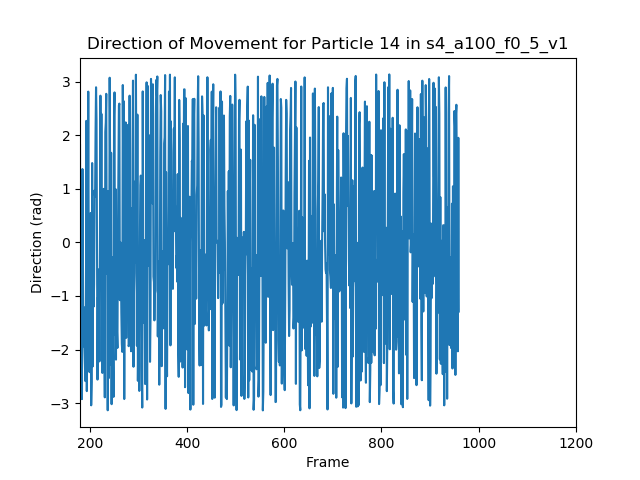 Direction of Movement for Particle 14 in s4_a100_f0_5_v1
3
2
1
0
−1
−2
−3
Direction (rad)
200 400 600 800 1000 1200
Frame